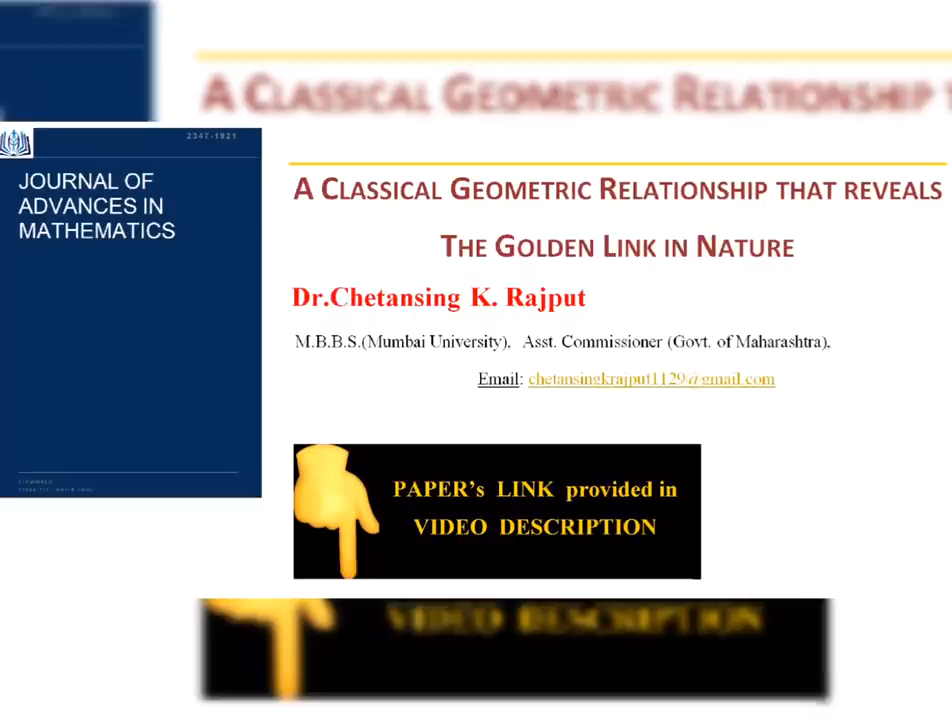 A CLASSICAL GEOMETRIC RELATIONSHIP
2347-1921
JOURNAL OF
ADVANCES IN
MATHEMATICS
A CLASSICAL GEOMETRIC RELATIONSHIP THAT REVEALS
THE GOLDEN LINK IN NATURE
Dr.Chetansing K. Rajput
M.B.B.S.(Mumbai University), Asst. Commissioner (Govt. of Maharashtra),
Email: chetansingkrajput1129@gmail.com
PAPER's LINK provided in
VIDEO DESCRIPTION
VIDEO DESCRIPTION